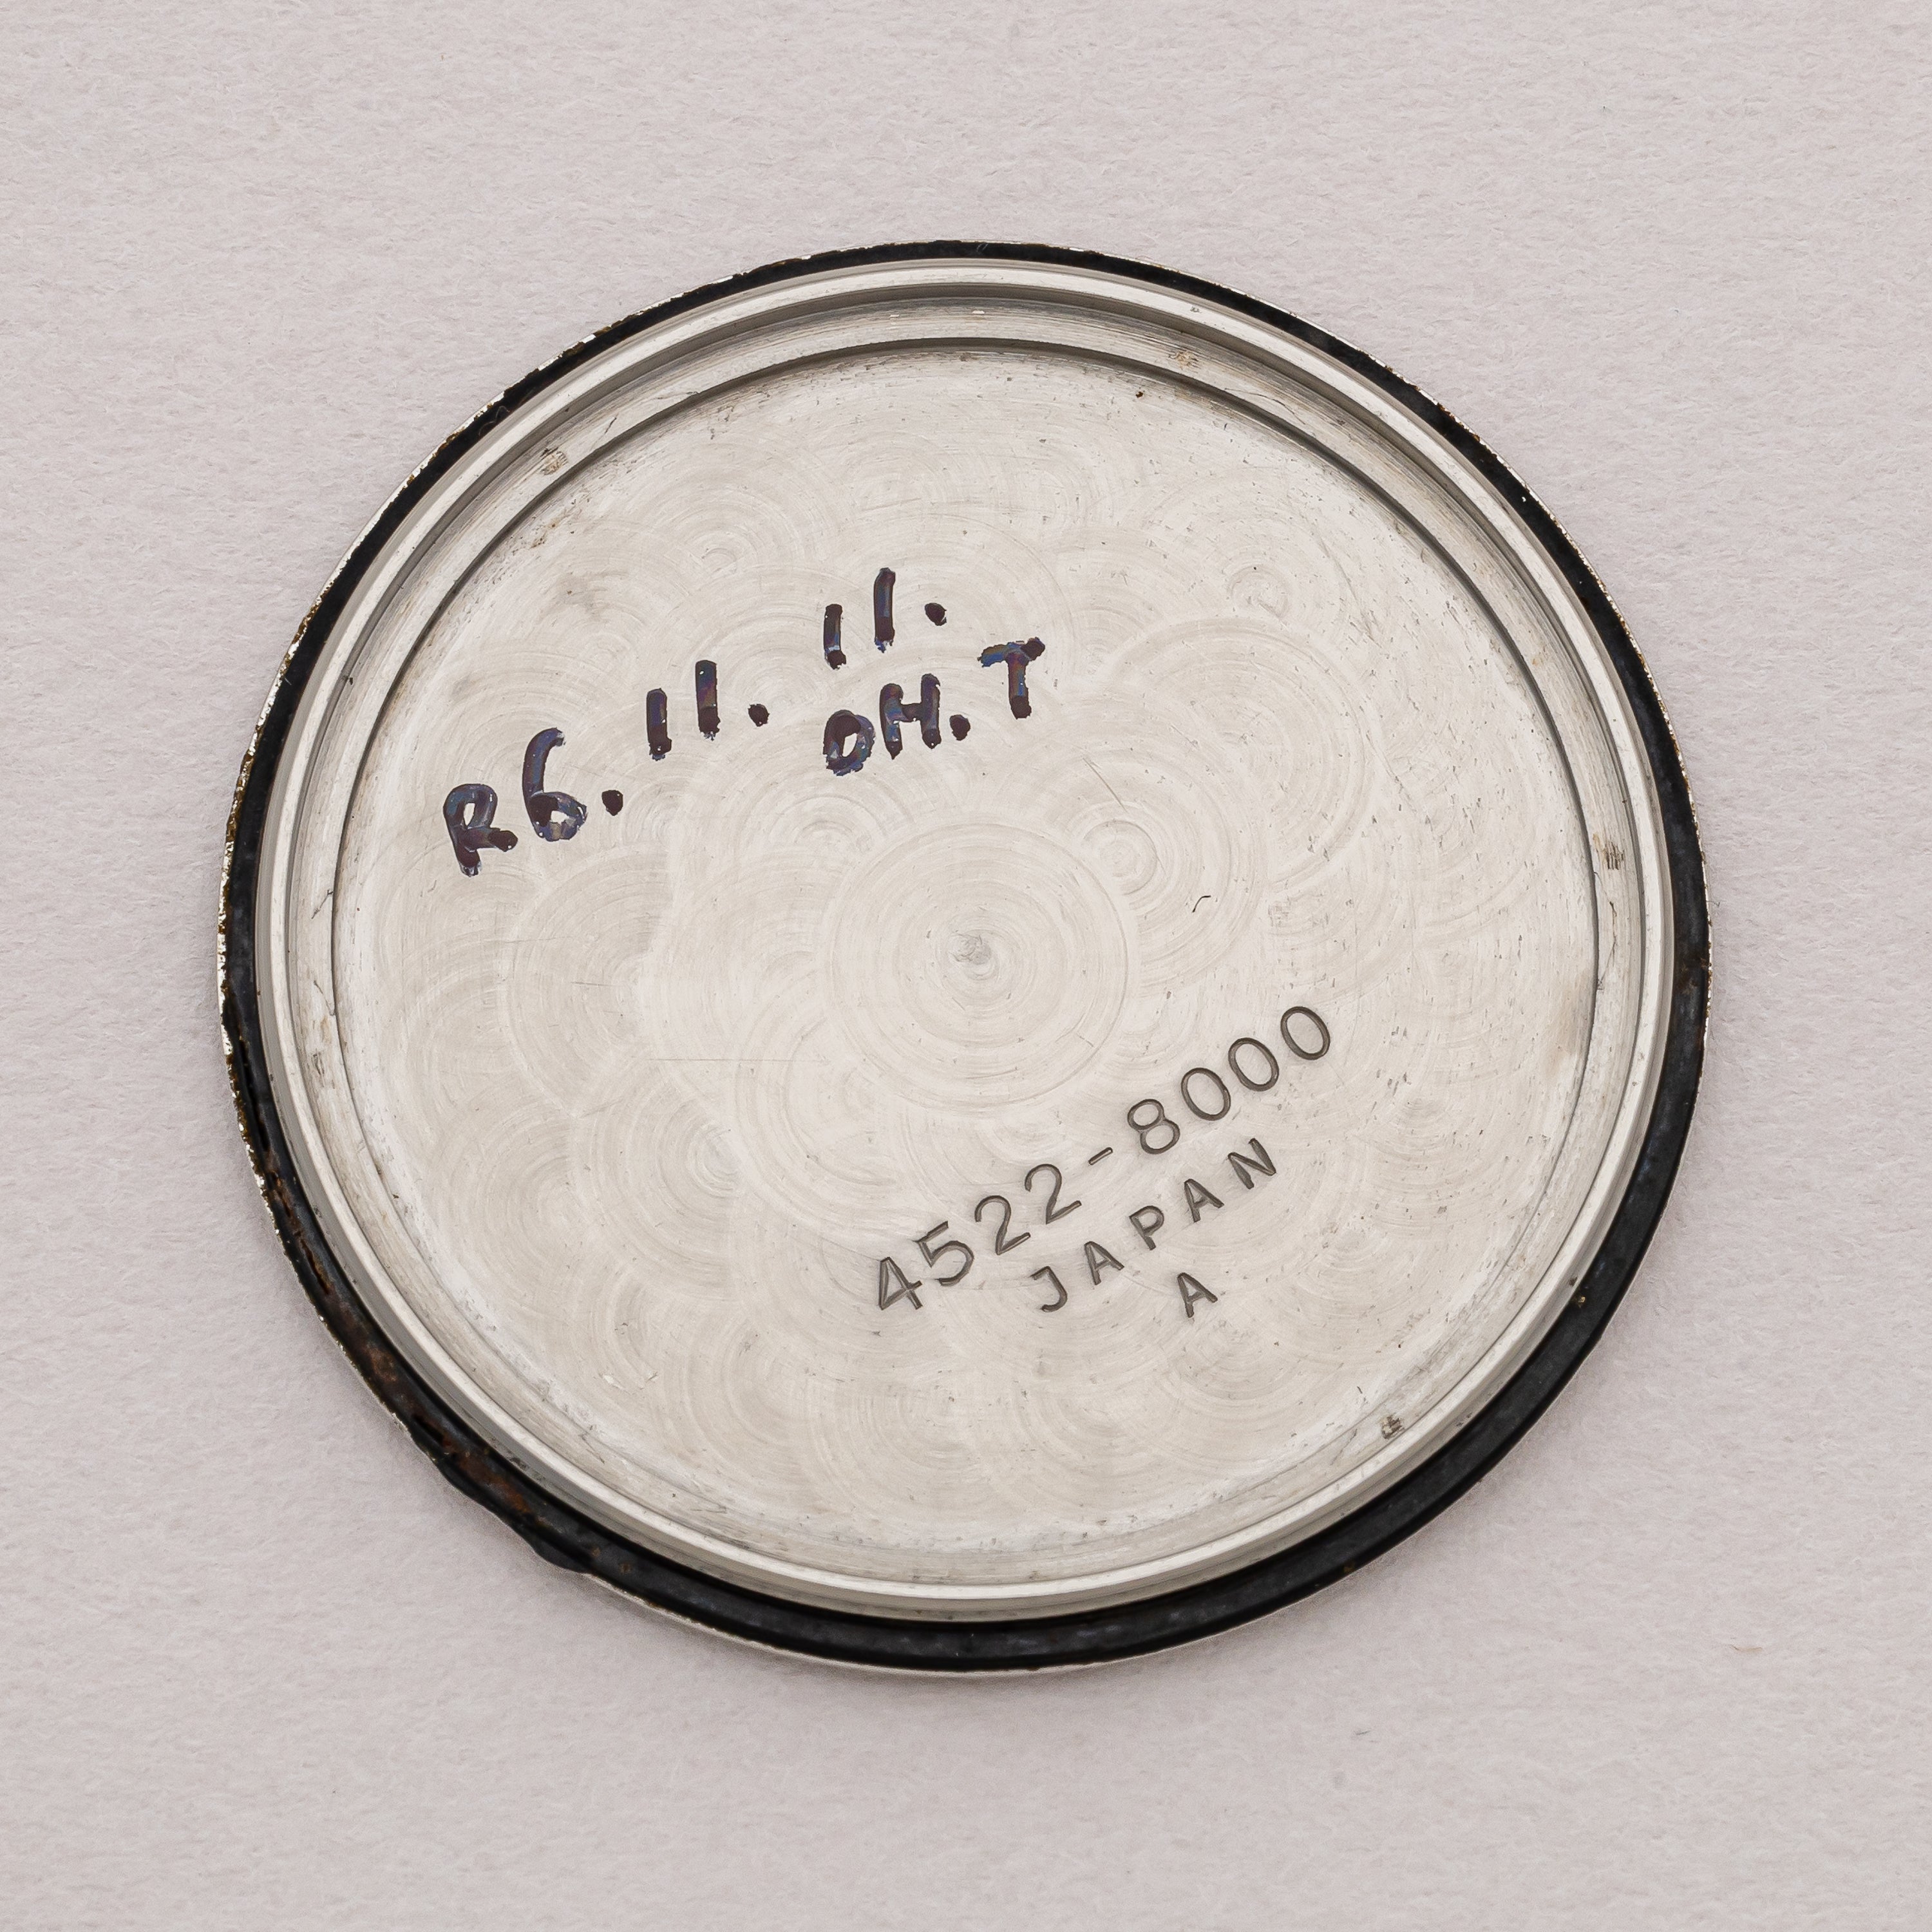 R6. 11. 11.
OH. T
4522-8000
JAPAN
A